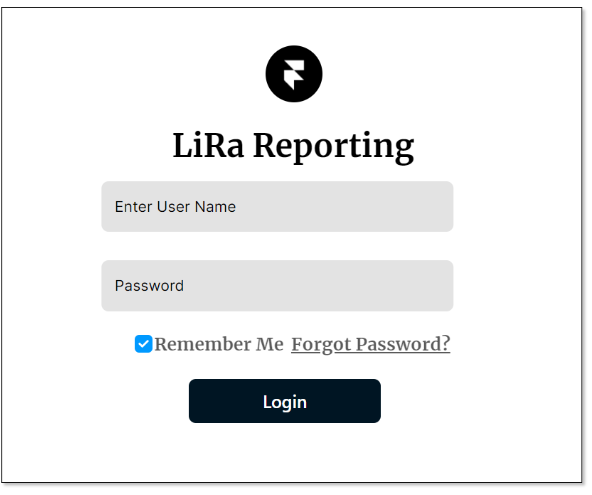 LiRa Reporting
Enter User Name
Password
Remember Me Forgot Password?
Login